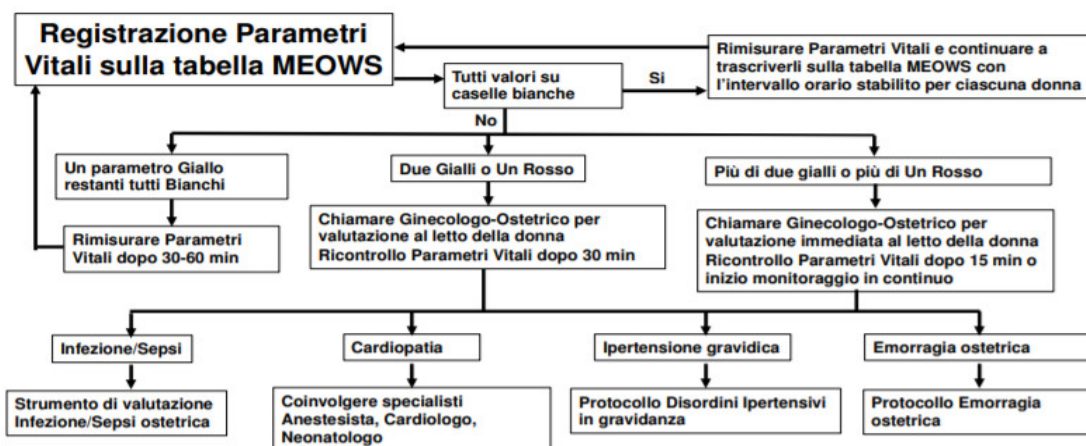 Registrazione Parametri
Vitali sulla tabella MEOWS
Tutti valori su
caselle bianche
Si
Rimisurare Parametri Vitali e continuare a
trascriverli sulla tabella MEOWS con
l'intervallo orario stabilito per ciascuna donna
No
Un parametro Giallo
restanti tutti Bianchi
Due Gialli o Un Rosso
Più di due gialli o più di Un Rosso
Rimisurare Parametri
Vitali dopo 30-60 min
Chiamare Ginecologo-Ostetrico per
valutazione al letto della donna
Ricontrollo Parametri Vitali dopo 30 min
Chiamare Ginecologo-Ostetrico per
valutazione immediata al letto della donna
Ricontrollo Parametri Vitali dopo 15 min o
inizio monitoraggio in continuo
Infezione/Sepsi
Cardiopatia
Ipertensione gravidica
Emorragia ostetrica
Strumento di valutazione
Infezione/Sepsi ostetrica
Coinvolgere specialisti
Anestesista, Cardiologo,
Neonatologo
Protocollo Disordini Ipertensivi
in gravidanza
Protocollo Emorragia
ostetrica